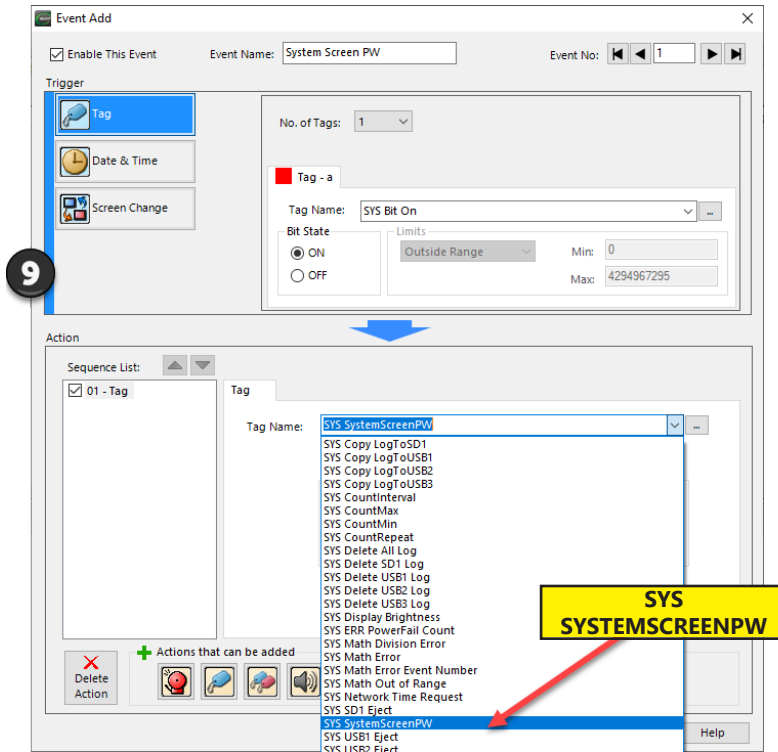 Event Add
Enable This Event
Event Name: System Screen PW
Event No: 1
Trigger
Tag
Date & Time
Screen Change
No. of Tags: 1
Tag - a
Tag Name: SYS Bit On ...
Bit State
ON
OFF
Limits
Outside Range
Min: 0
Max: 4294967295
9
Action
Sequence List:
01 - Tag
Tag
Tag Name: SYS SystemScreenPW ...
SYS Copy LogToSD1
SYS Copy LogToUSB1
SYS Copy LogToUSB2
SYS Copy LogToUSB3
SYS CountInterval
SYS CountMax
SYS CountMin
SYS CountRepeat
SYS Delete All Log
SYS Delete SD1 Log
SYS Delete USB1 Log
SYS Delete USB2 Log
SYS Delete USB3 Log
SYS Display Brightness
SYS ERR PowerFail Count
SYS Math Division Error
SYS Math Error
SYS Math Error Event Number
SYS Math Out of Range
SYS Network Time Request
SYS SD1 Eject
SYS SystemScreenPW
SYS USB1 Eject
SYS USB2 Eject
SYS
SYSTEMSCREENPW
Delete
Action
Actions that can be added
Help